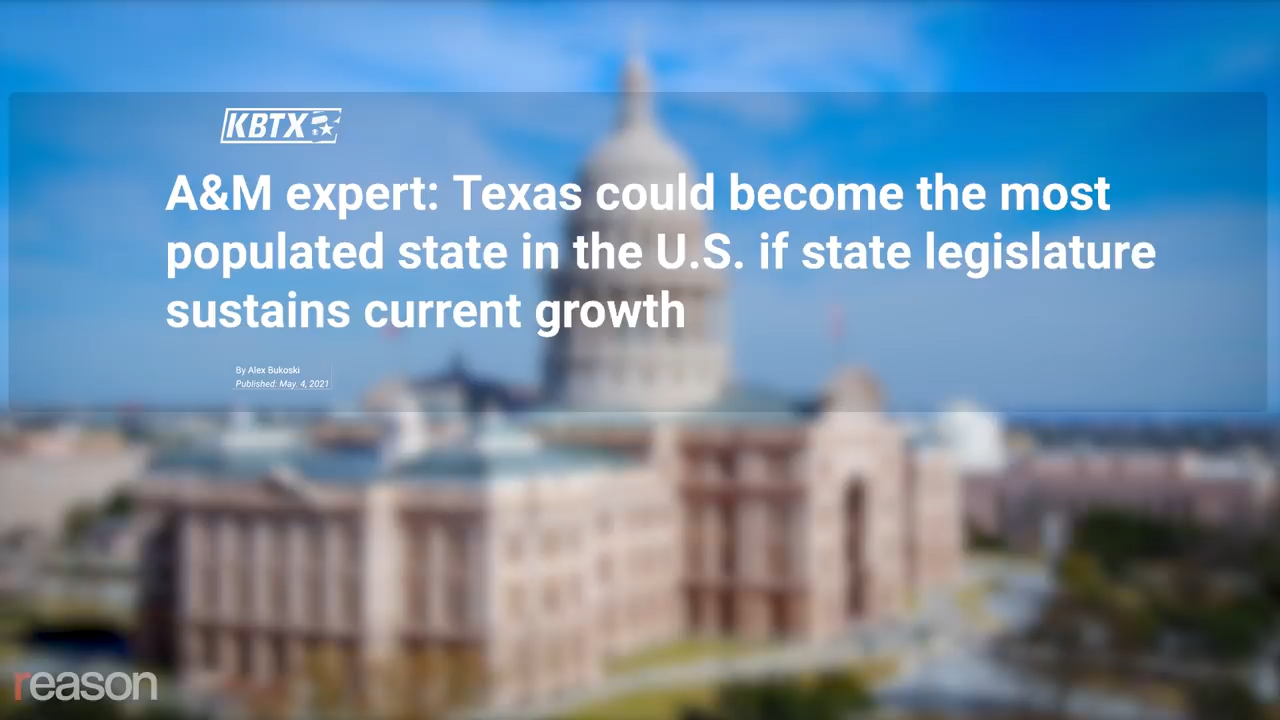 KBTX
A&M expert: Texas could become the most
populated state in the U.S. if state legislature
sustains current growth
By Alex Bukoski
Published: May. 4, 2021
reason